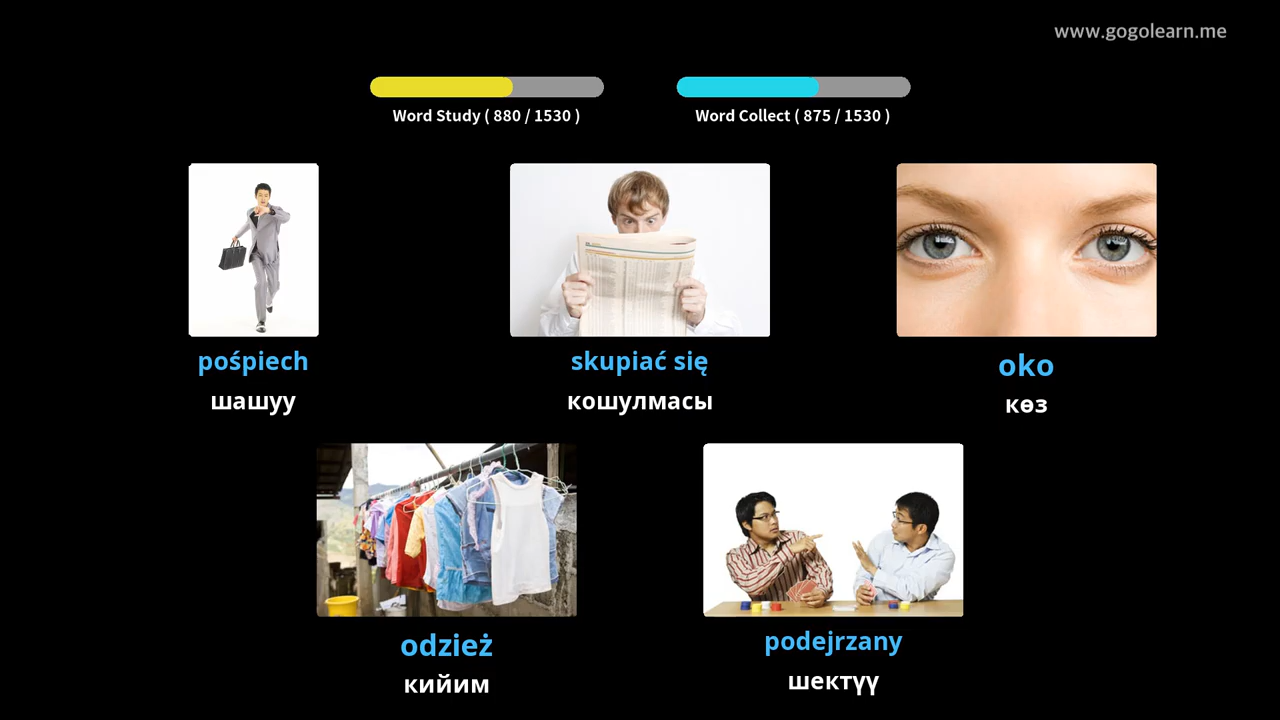 www.gogolearn.me
Word Study ( 880 / 1530 )
Word Collect ( 875 / 1530 )
pośpiech
шашуу
skupiać się
кошулмасы
oko
көз
odzież
кийим
podejrzany
шектүү